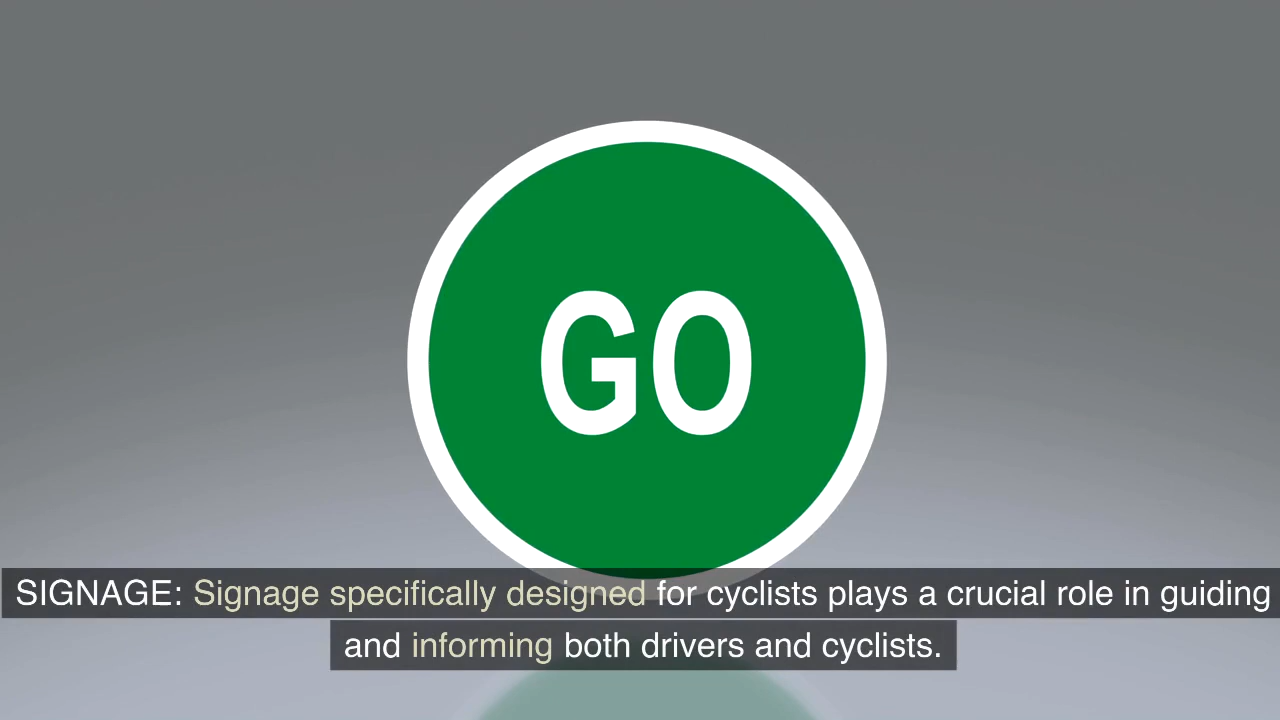 GO
SIGNAGE: Signage specifically designed for cyclists plays a crucial role in guiding
and informing both drivers and cyclists.